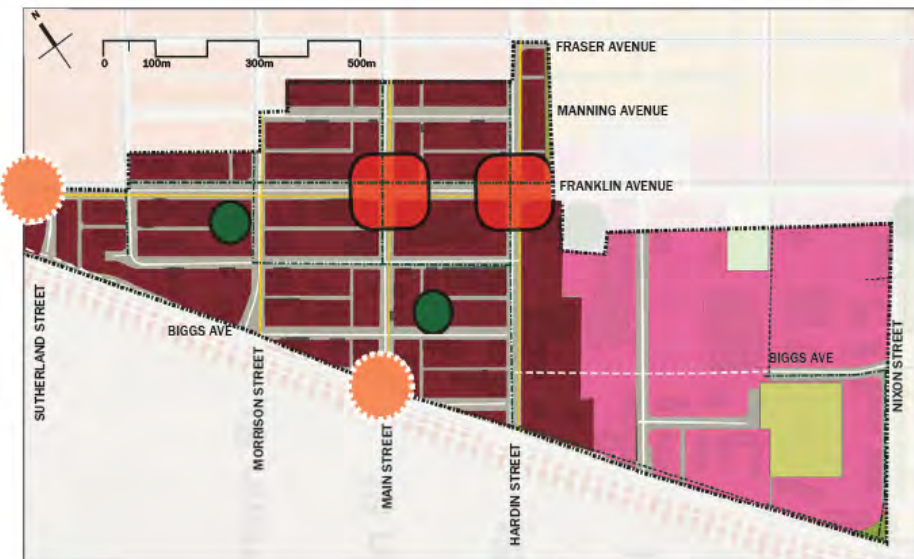 N
0 100m 300m 500m
FRASER AVENUE
MANNING AVENUE
FRANKLIN AVENUE
BIGGS AVE
BIGGS AVE
SUTHERLAND STREET
MORRISON STREET
MAIN STREET
HARDIN STREET
NIXON STREET